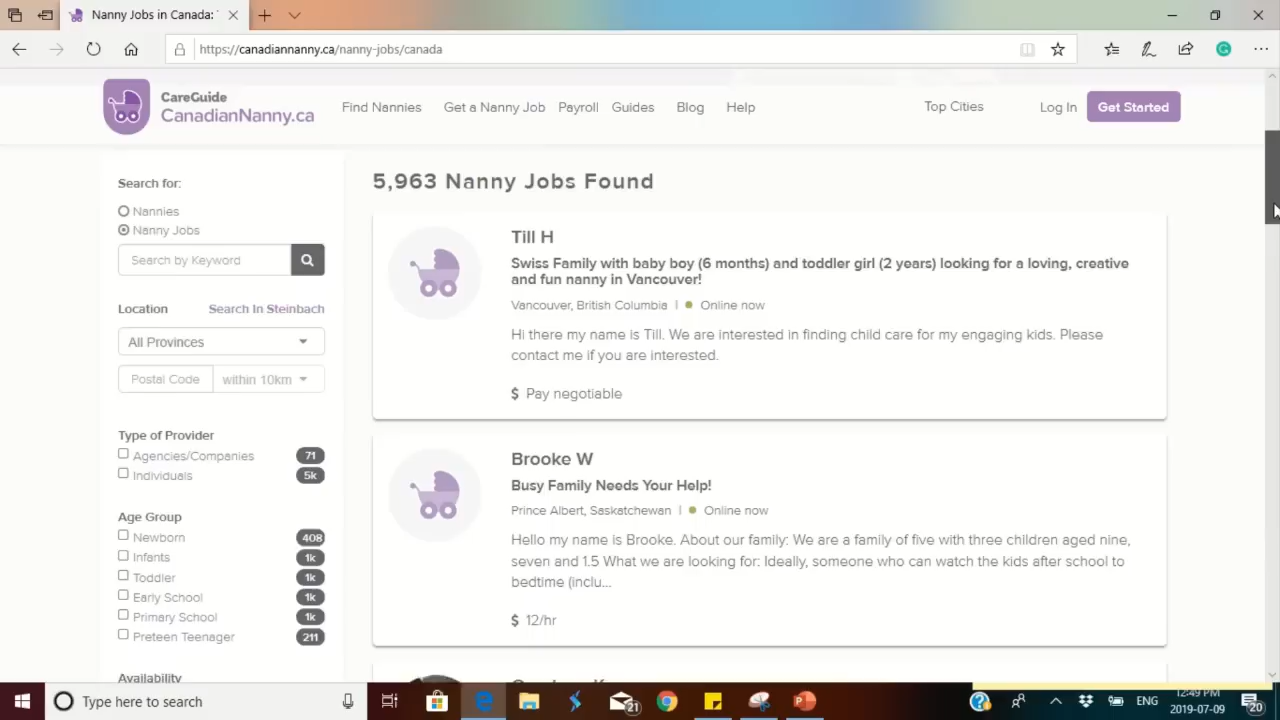 Nanny Jobs in Canada:
https://canadiannanny.ca/nanny-jobs/canada
CareGuide
CanadianNanny.ca
Find Nannies
Get a Nanny Job
Payroll
Guides
Blog
Help
Top Cities
Log In
Get Started
Search for:
Nannies
Nanny Jobs
Search by Keyword
Location
Search In Steinbach
All Provinces
Postal Code
within 10km
Type of Provider
Agencies/Companies 71
Individuals 5k
Age Group
Newborn 408
Infants 1k
Toddler 1k
Early School 1k
Primary School 1k
Preteen Teenager 211
Availability
5,963 Nanny Jobs Found
Till H
Swiss Family with baby boy (6 months) and toddler girl (2 years) looking for a loving, creative
and fun nanny in Vancouver!
Vancouver, British Columbia | Online now
Hi there my name is Till. We are interested in finding child care for my engaging kids. Please
contact me if you are interested.
$ Pay negotiable
Brooke W
Busy Family Needs Your Help!
Prince Albert, Saskatchewan | Online now
Hello my name is Brooke. About our family: We are a family of five with three children aged nine,
seven and 1.5 What we are looking for: Ideally, someone who can watch the kids after school to
bedtime (inclu...
$ 12/hr
Type here to search
21
ENG
12:49 PM
2019-07-09
20